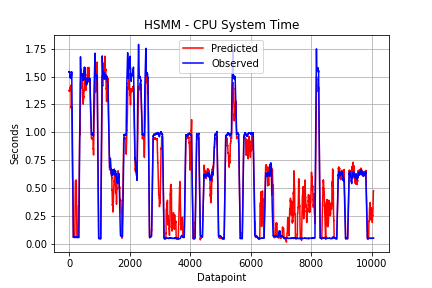 HSMM - CPU System Time
Predicted
Observed
Seconds
1.75
1.50
1.25
1.00
0.75
0.50
0.25
0.00
0 2000 4000 6000 8000 10000
Datapoint